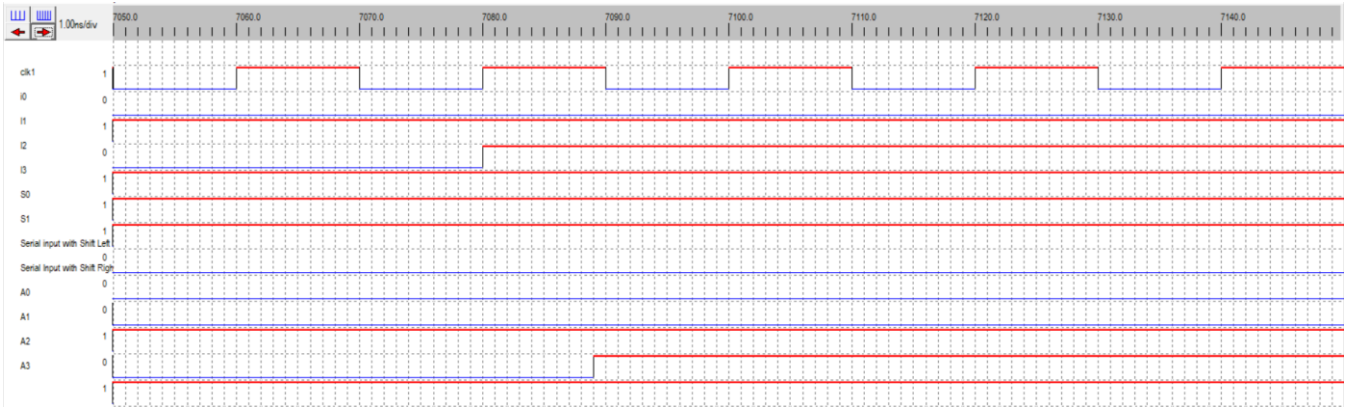 1.00ns/div 7050.0 7060.0 7070.0 7080.0 7090.0 7100.0 7110.0 7120.0 7130.0 7140.0
clk1 1
I0 0
I1 1
I2 0
I3 1
S0 1
S1 1
Serial input with Shift Left 0
Serial Input with Shift Righ 0
A0 0
A1 1
A2 0
A3 1